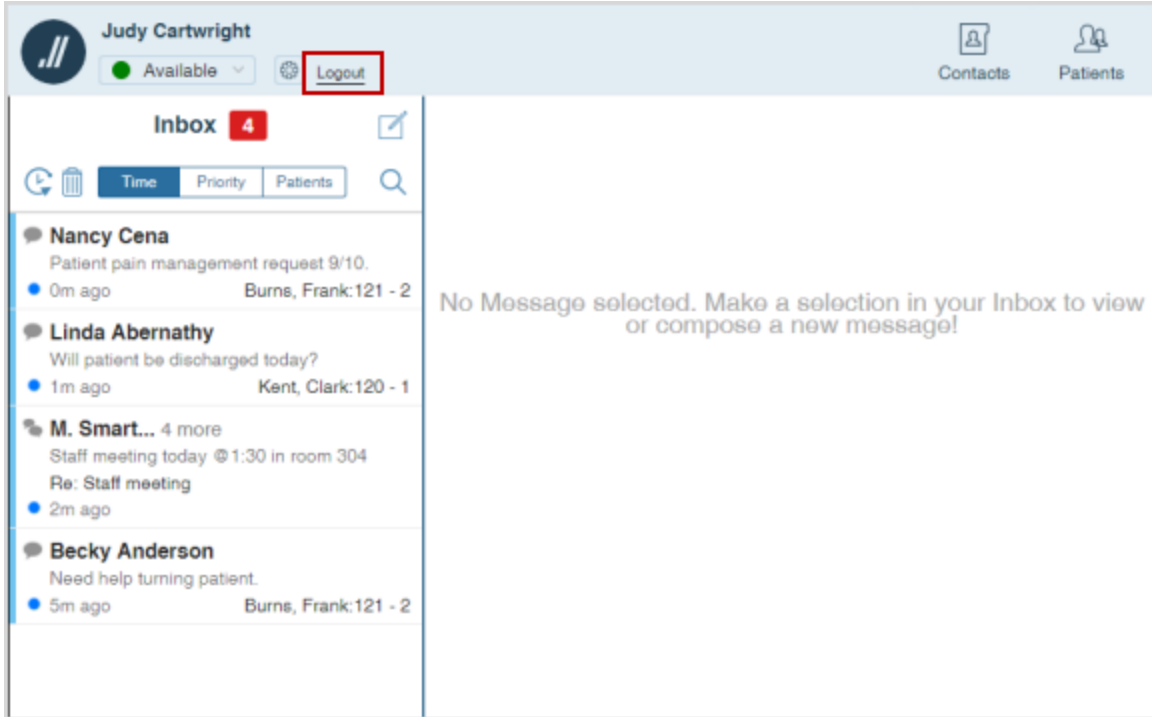 Judy Cartwright
Available
Logout
Contacts
Patients
Inbox 4
Time Priority Patients
Nancy Cena
Patient pain management request 9/10.
0m ago Burns, Frank:121 - 2
Linda Abernathy
Will patient be discharged today?
1m ago Kent, Clark:120 - 1
M. Smart... 4 more
Staff meeting today @1:30 in room 304
Re: Staff meeting
2m ago
Becky Anderson
Need help turning patient.
5m ago Burns, Frank:121 - 2
No Message selected. Make a selection in your Inbox to view
or compose a new message!